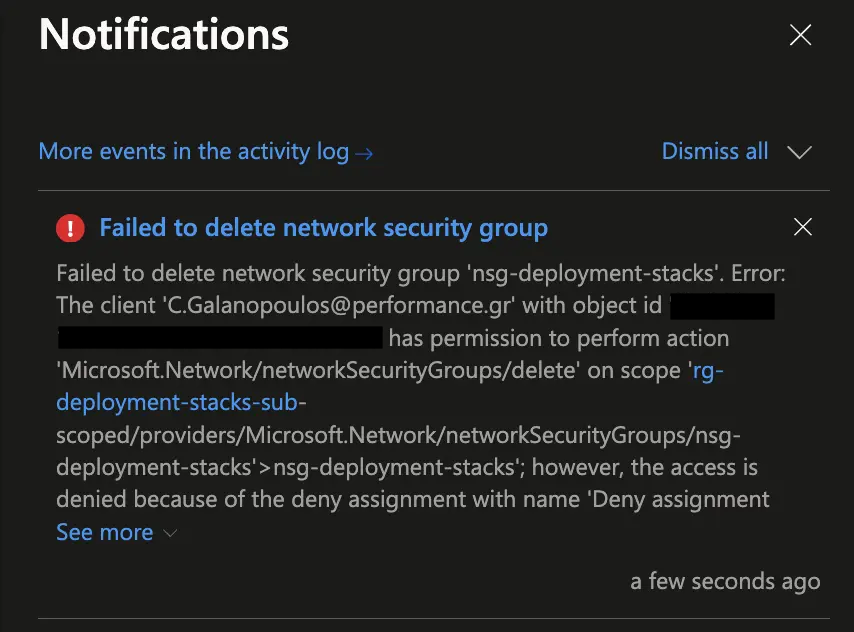 Notifications
More events in the activity log → Dismiss all
Failed to delete network security group
Failed to delete network security group 'nsg-deployment-stacks'. Error:
The client 'C.Galanopoulos@performance.gr' with object id '
has permission to perform action
'Microsoft.Network/networkSecurityGroups/delete' on scope 'rg-
deployment-stacks-sub-
scoped/providers/Microsoft.Network/networkSecurityGroups/nsg-
deployment-stacks'>nsg-deployment-stacks'; however, the access is
denied because of the deny assignment with name 'Deny assignment
See more
a few seconds ago